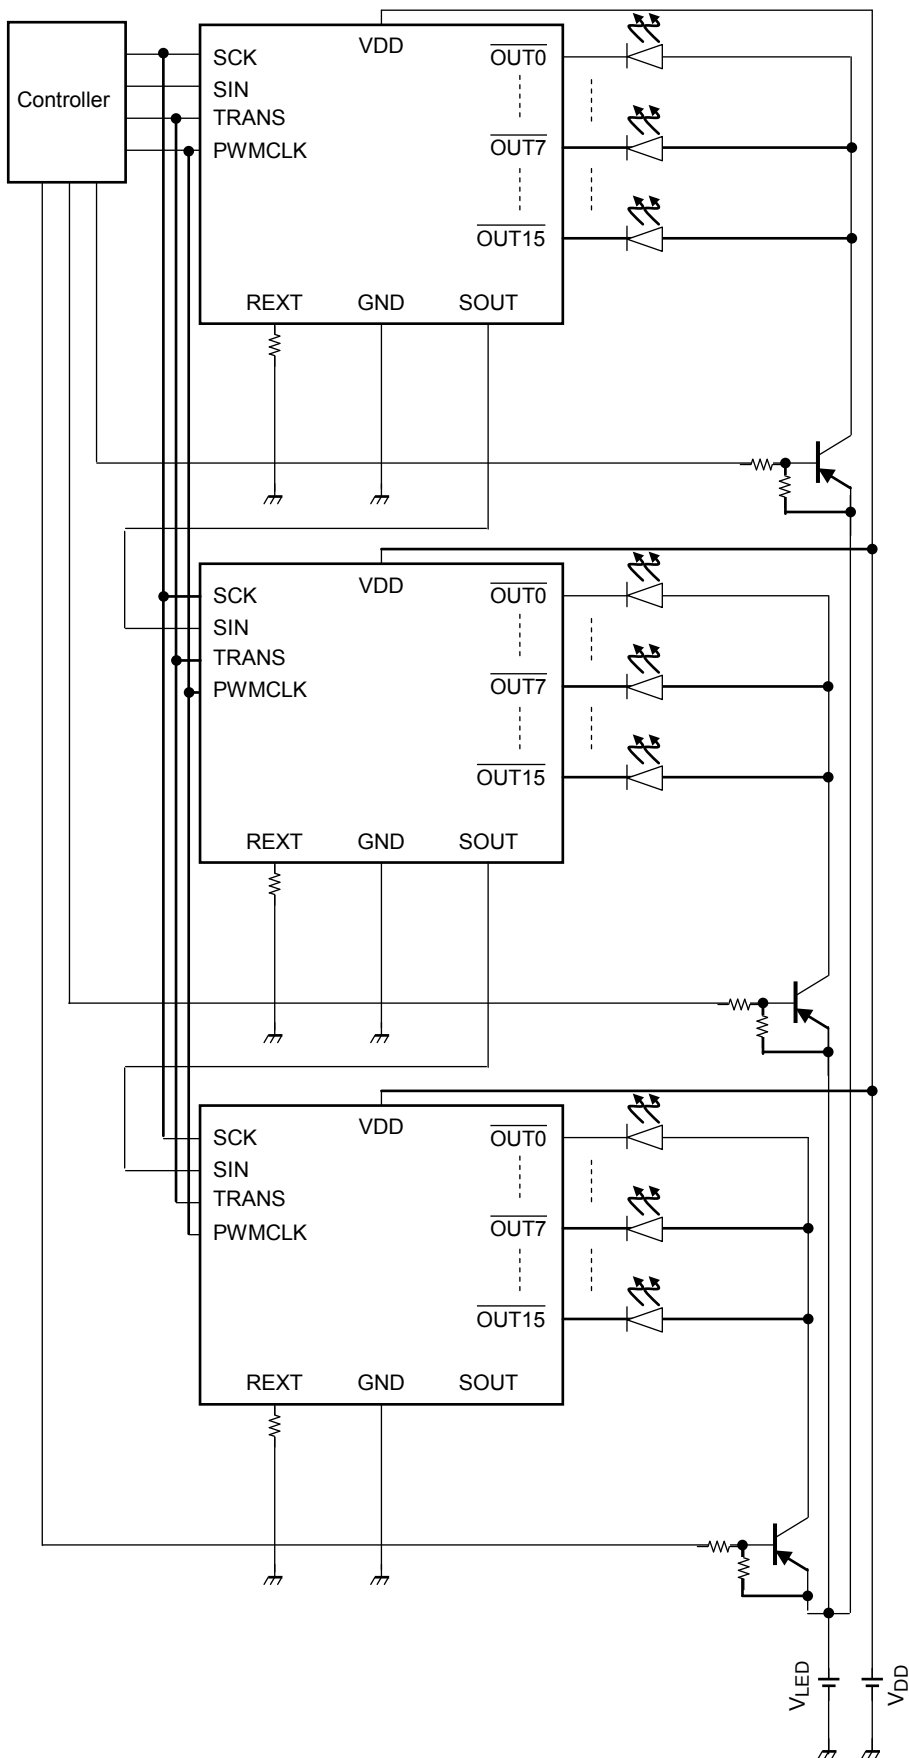 Controller
VDD
SCK
SIN
TRANS
PWMCLK
OUT0
OUT7
OUT15
REXT GND SOUT
VDD
SCK
SIN
TRANS
PWMCLK
OUT0
OUT7
OUT15
REXT GND SOUT
VDD
SCK
SIN
TRANS
PWMCLK
OUT0
OUT7
OUT15
REXT GND SOUT
VLED
VDD